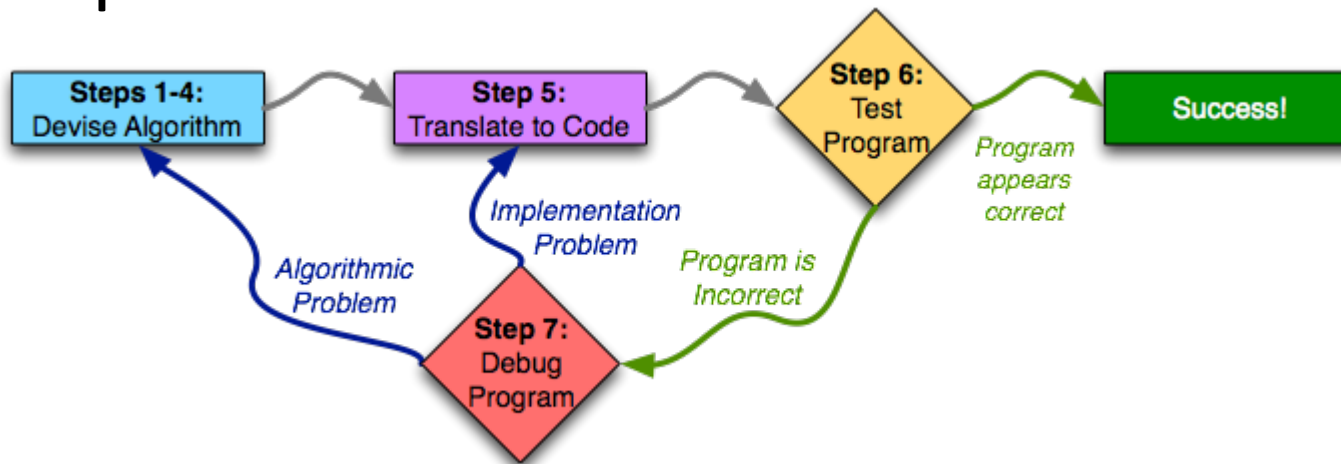 Steps 1-4:
Devise Algorithm
Step 5:
Translate to Code
Step 6:
Test
Program
Success!
Program
appears
correct
Implementation
Problem
Algorithmic
Problem
Program is
Incorrect
Step 7:
Debug
Program